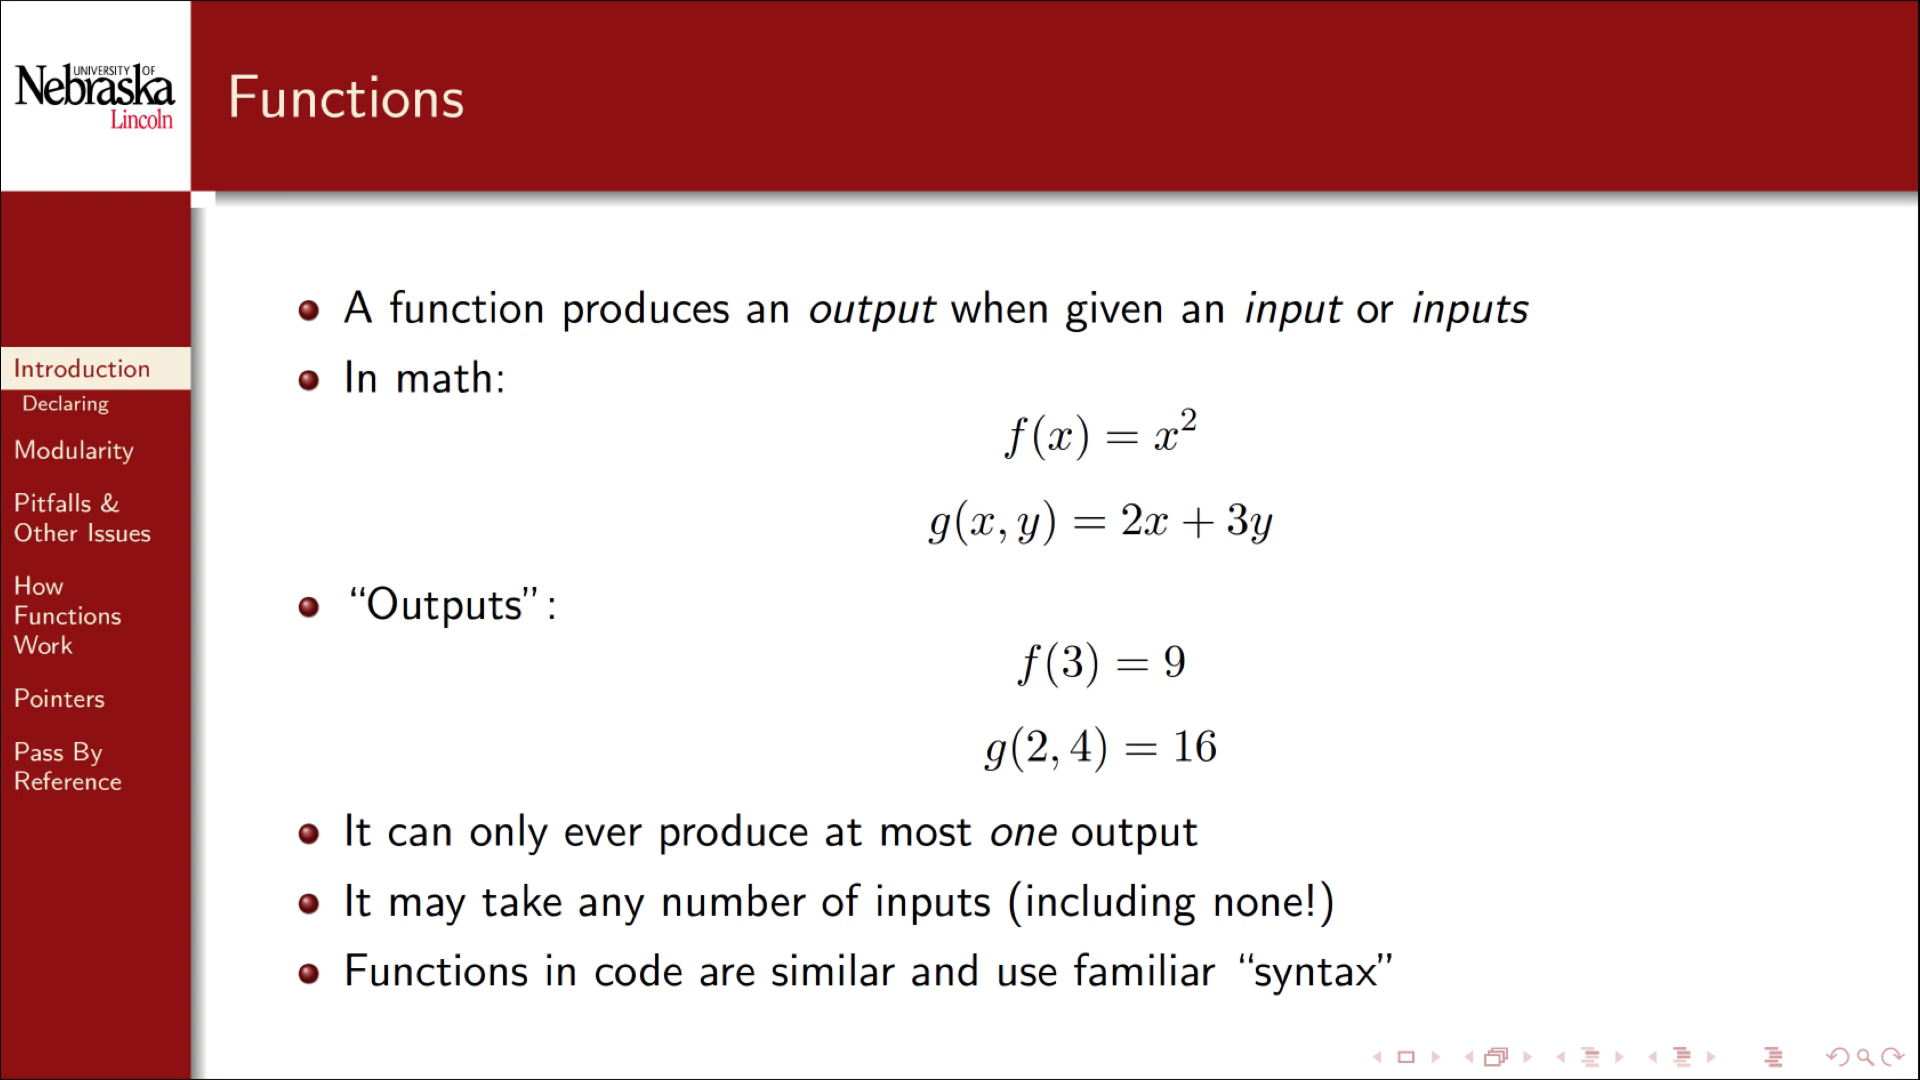 UNIVERSITY OF
Nebraska
Lincoln
Functions
Introduction
Declaring
Modularity
Pitfalls &
Other Issues
How
Functions
Work
Pointers
Pass By
Reference
A function produces an output when given an input or inputs
In math:
f(x) = x²
g(x, y) = 2x + 3y
“Outputs”:
f(3) = 9
g(2, 4) = 16
It can only ever produce at most one output
It may take any number of inputs (including none!)
Functions in code are similar and use familiar “syntax”